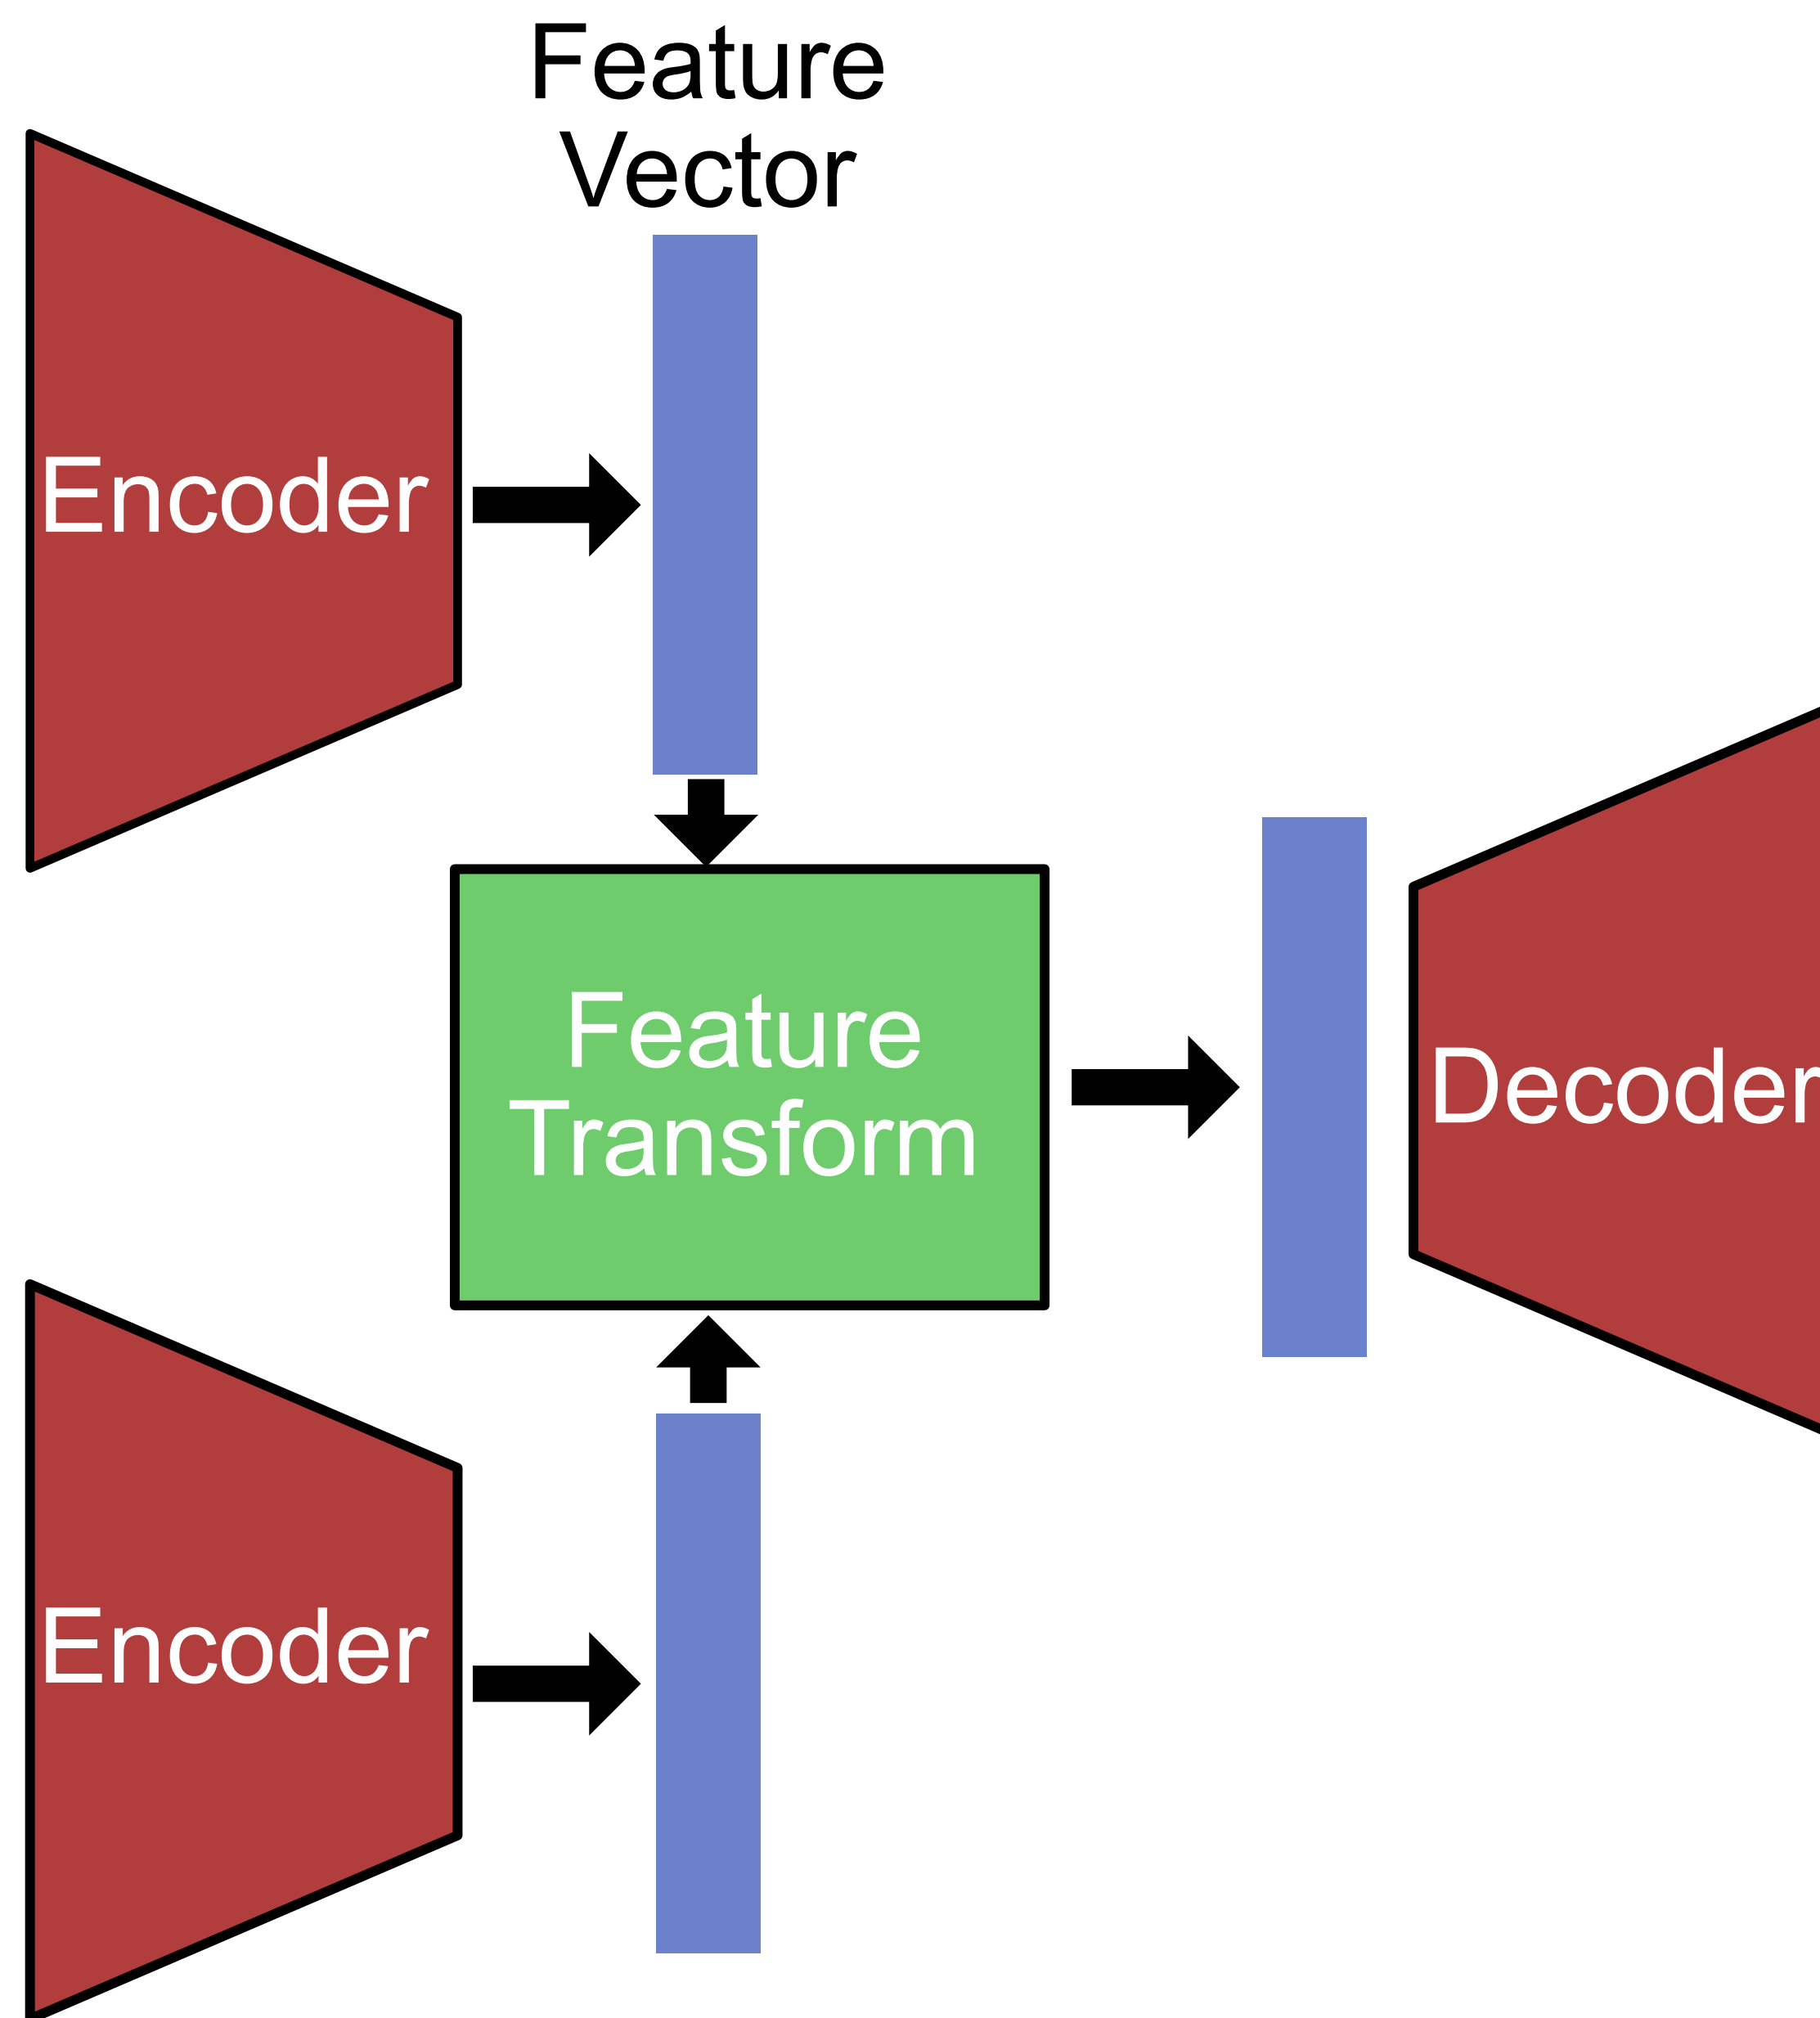 Feature
Vector
Encoder
Feature
Transform
Decoder
Encoder